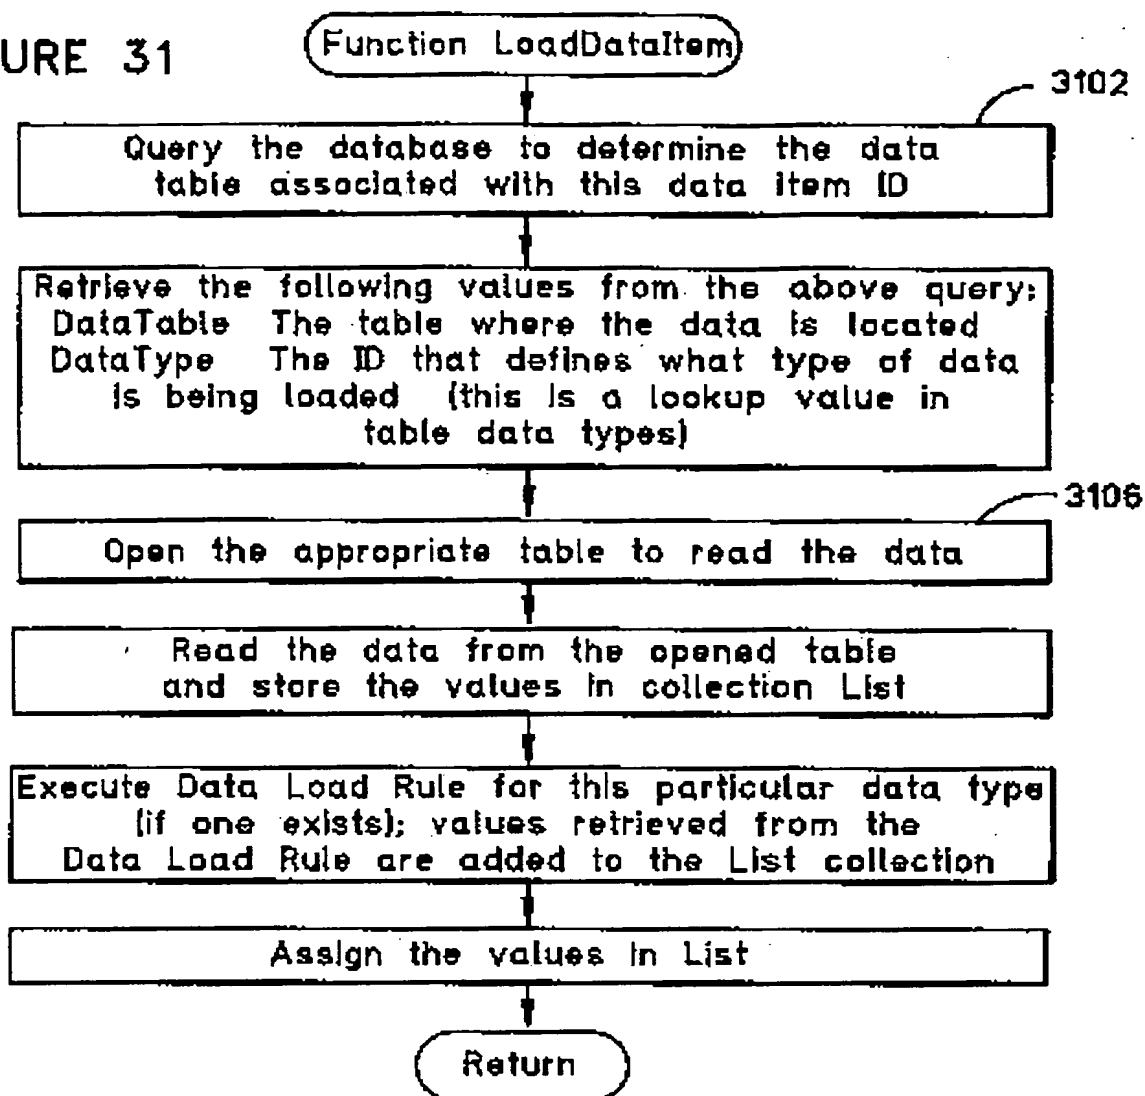 URE 31
Function LoadDataItem
3102
Query the database to determine the data
table associated with this data item ID
Retrieve the following values from the above query:
DataTable The table where the data is located
DataType The ID that defines what type of data
is being loaded (this is a lookup value in
table data types)
3106
Open the appropriate table to read the data
Read the data from the opened table
and store the values in collection List
Execute Data Load Rule for this particular data type
(if one exists); values retrieved from the
Data Load Rule are added to the List collection
Assign the values in List
Return